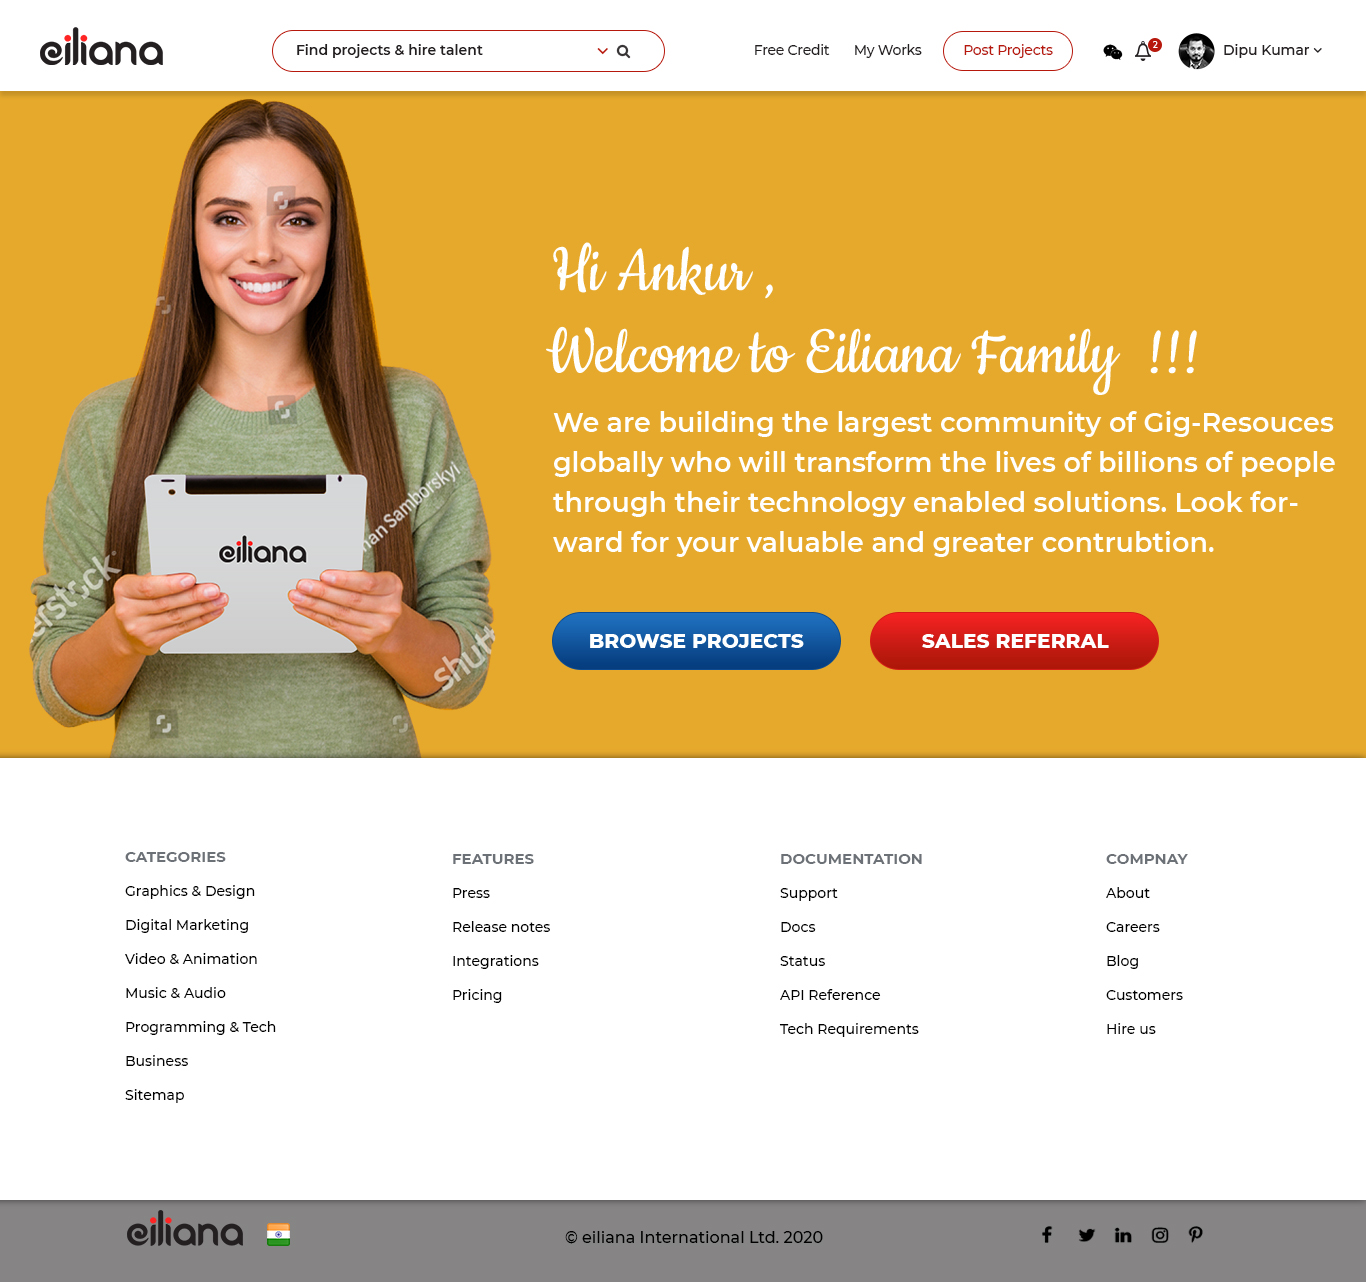 eiliana
Find projects & hire talent
Free Credit
My Works
Post Projects
2
Dipu Kumar
Hi Ankur ,
Welcome to Eiliana Family !!!
We are building the largest community of Gig-Resouces
globally who will transform the lives of billions of people
through their technology enabled solutions. Look for-
ward for your valuable and greater contrubtion.
BROWSE PROJECTS
SALES REFERRAL
eiliana
man Samborskyi
erstock
shutt
CATEGORIES
Graphics & Design
Digital Marketing
Video & Animation
Music & Audio
Programming & Tech
Business
Sitemap
FEATURES
Press
Release notes
Integrations
Pricing
DOCUMENTATION
Support
Docs
Status
API Reference
Tech Requirements
COMPNAY
About
Careers
Blog
Customers
Hire us
eiliana
© eiliana International Ltd. 2020